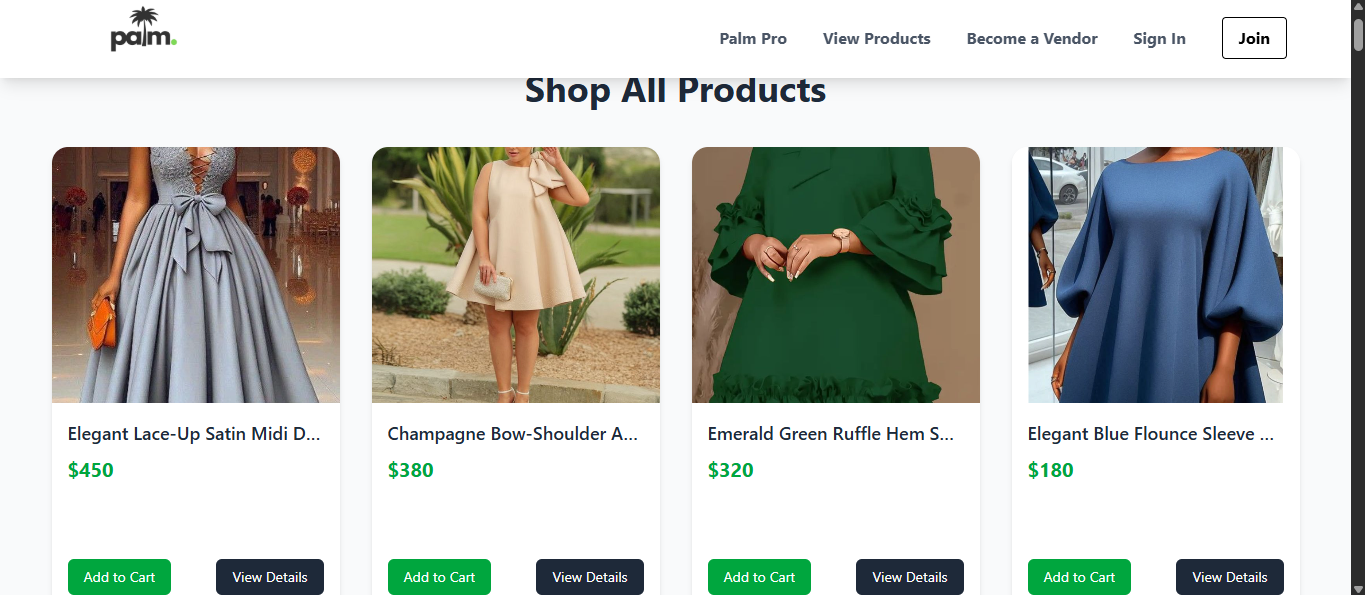 palm.
Palm Pro
View Products
Become a Vendor
Sign In
Join
Shop All Products
Elegant Lace-Up Satin Midi D...
$450
Add to Cart
View Details
Champagne Bow-Shoulder A...
$380
Add to Cart
View Details
Emerald Green Ruffle Hem S...
$320
Add to Cart
View Details
Elegant Blue Flounce Sleeve ...
$180
Add to Cart
View Details